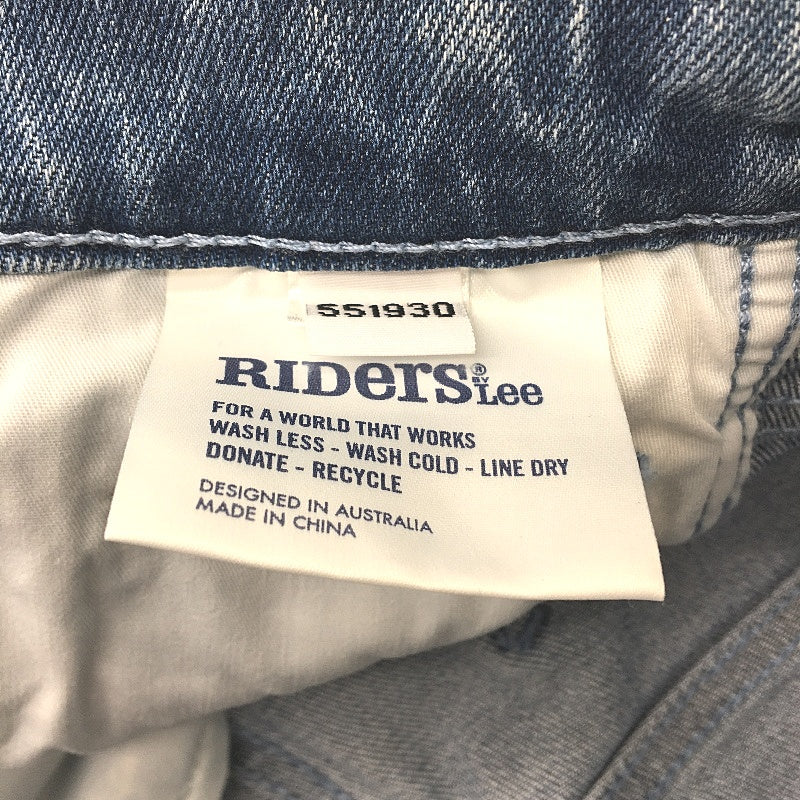 551930
RIDers® BY Lee
FOR A WORLD THAT WORKS
WASH LESS - WASH COLD - LINE DRY
DONATE - RECYCLE
DESIGNED IN AUSTRALIA
MADE IN CHINA